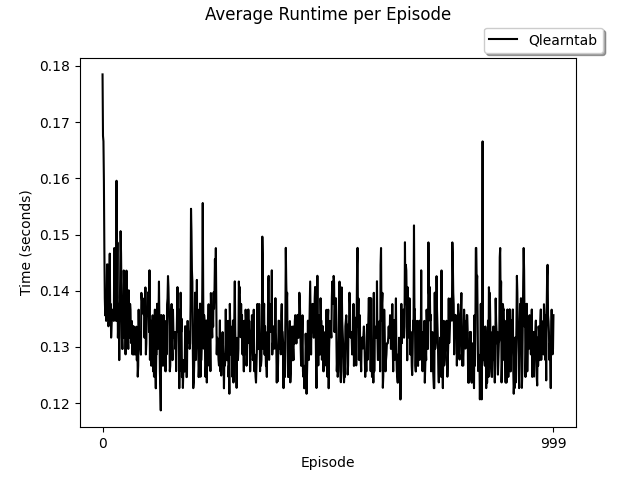 Average Runtime per Episode
Qlearntab
0.18
0.17
0.16
0.15
0.14
0.13
0.12
Time (seconds)
0 999
Episode